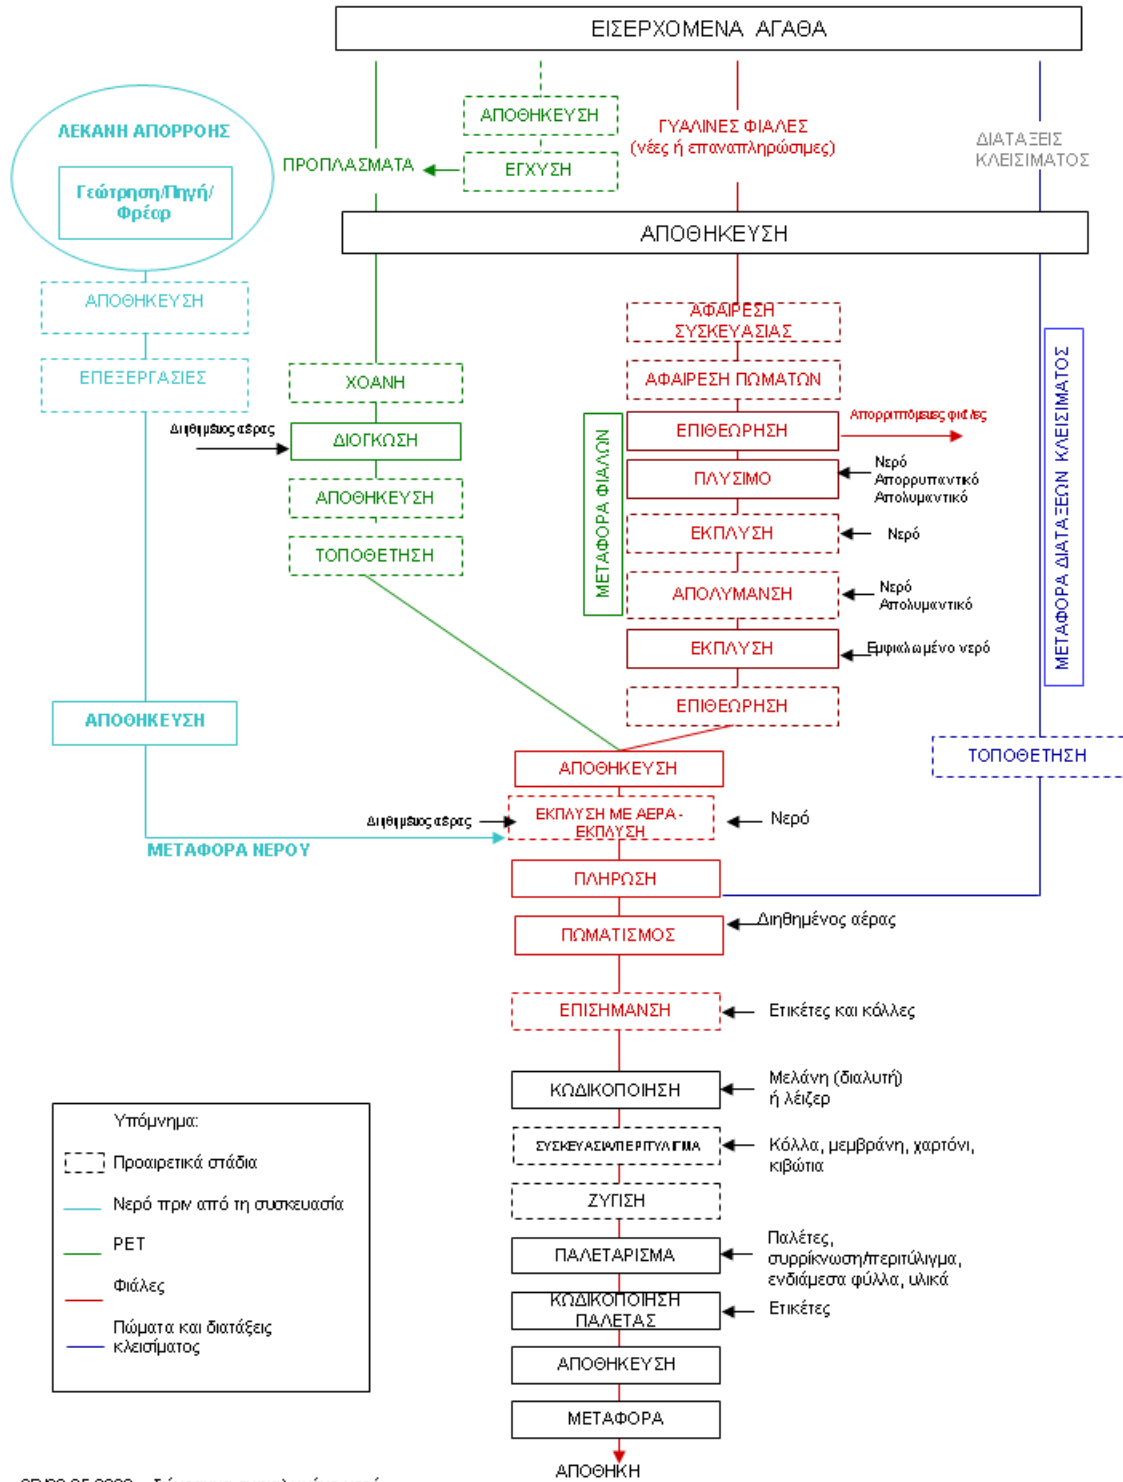 ΕΙΣΕΡΧΟΜΕΝΑ ΑΓΑΘΑ
ΛΕΚΑΝΗ ΑΠΟΡΡΟΗΣ
Γεώτρηση/Πηγή/
Φρέαρ
ΠΡΟΠΛΑΣΜΑΤΑ
ΑΠΟΘΗΚΕΥΣΗ
ΕΓΧΥΣΗ
ΓΥΑΛΙΝΕΣ ΦΙΑΛΕΣ
(νέες ή επαναπληρώσιμες)
ΔΙΑΤΑΞΕΙΣ
ΚΛΕΙΣΙΜΑΤΟΣ
ΑΠΟΘΗΚΕΥΣΗ
ΑΠΟΘΗΚΕΥΣΗ
ΕΠΕΞΕΡΓΑΣΙΕΣ
Διηθημένος αέρας
ΧΟΑΝΗ
ΔΙΟΓΚΩΣΗ
ΑΠΟΘΗΚΕΥΣΗ
ΤΟΠΟΘΕΤΗΣΗ
ΜΕΤΑΦΟΡΑ ΦΙΑΛΩΝ
ΑΦΑΙΡΕΣΗ
ΣΥΣΚΕΥΑΣΙΑΣ
ΑΦΑΙΡΕΣΗ ΠΩΜΑΤΩΝ
ΕΠΙΘΕΩΡΗΣΗ
Απορριπτόμενες φιάλες
ΠΛΥΣΙΜΟ
Νερό
Απορρυπαντικό
Απολυμαντικό
ΕΚΠΛΥΣΗ
Νερό
ΑΠΟΛΥΜΑΝΣΗ
Νερό
Απολυμαντικό
ΕΚΠΛΥΣΗ
Εμφιαλωμένο νερό
ΕΠΙΘΕΩΡΗΣΗ
ΜΕΤΑΦΟΡΑ ΔΙΑΤΑΞΕΩΝ ΚΛΕΙΣΙΜΑΤΟΣ
ΑΠΟΘΗΚΕΥΣΗ
ΤΟΠΟΘΕΤΗΣΗ
ΑΠΟΘΗΚΕΥΣΗ
Διηθημένος αέρας
ΕΚΠΛΥΣΗ ΜΕ ΑΕΡΑ -
ΕΚΠΛΥΣΗ
Νερό
ΜΕΤΑΦΟΡΑ ΝΕΡΟΥ
ΠΛΗΡΩΣΗ
ΠΩΜΑΤΙΣΜΟΣ
Διηθημένος αέρας
ΕΠΙΣΗΜΑΝΣΗ
Ετικέτες και κόλλες
ΚΩΔΙΚΟΠΟΙΗΣΗ
Μελάνη (διαλυτή)
ή λέιζερ
ΣΥΣΚΕΥΑΣΙΑ/ΠΕΡΙΤΥΛΙΓΜΑ
Κόλλα, μεμβράνη, χαρτόνι,
κιβώτια
ΖΥΓΙΣΗ
ΠΑΛΕΤΑΡΙΣΜΑ
Παλέτες,
συρρίκνωση/περιτύλιγμα,
ενδιάμεσα φύλλα, υλικά
ΚΩΔΙΚΟΠΟΙΗΣΗ
ΠΑΛΕΤΑΣ
Ετικέτες
ΑΠΟΘΗΚΕΥΣΗ
ΜΕΤΑΦΟΡΑ
ΑΠΟΘΗΚΗ
Υπόμνημα:
Προαιρετικά στάδια
Νερό πριν από τη συσκευασία
PET
Φιάλες
Πώματα και διατάξεις
κλεισίματος